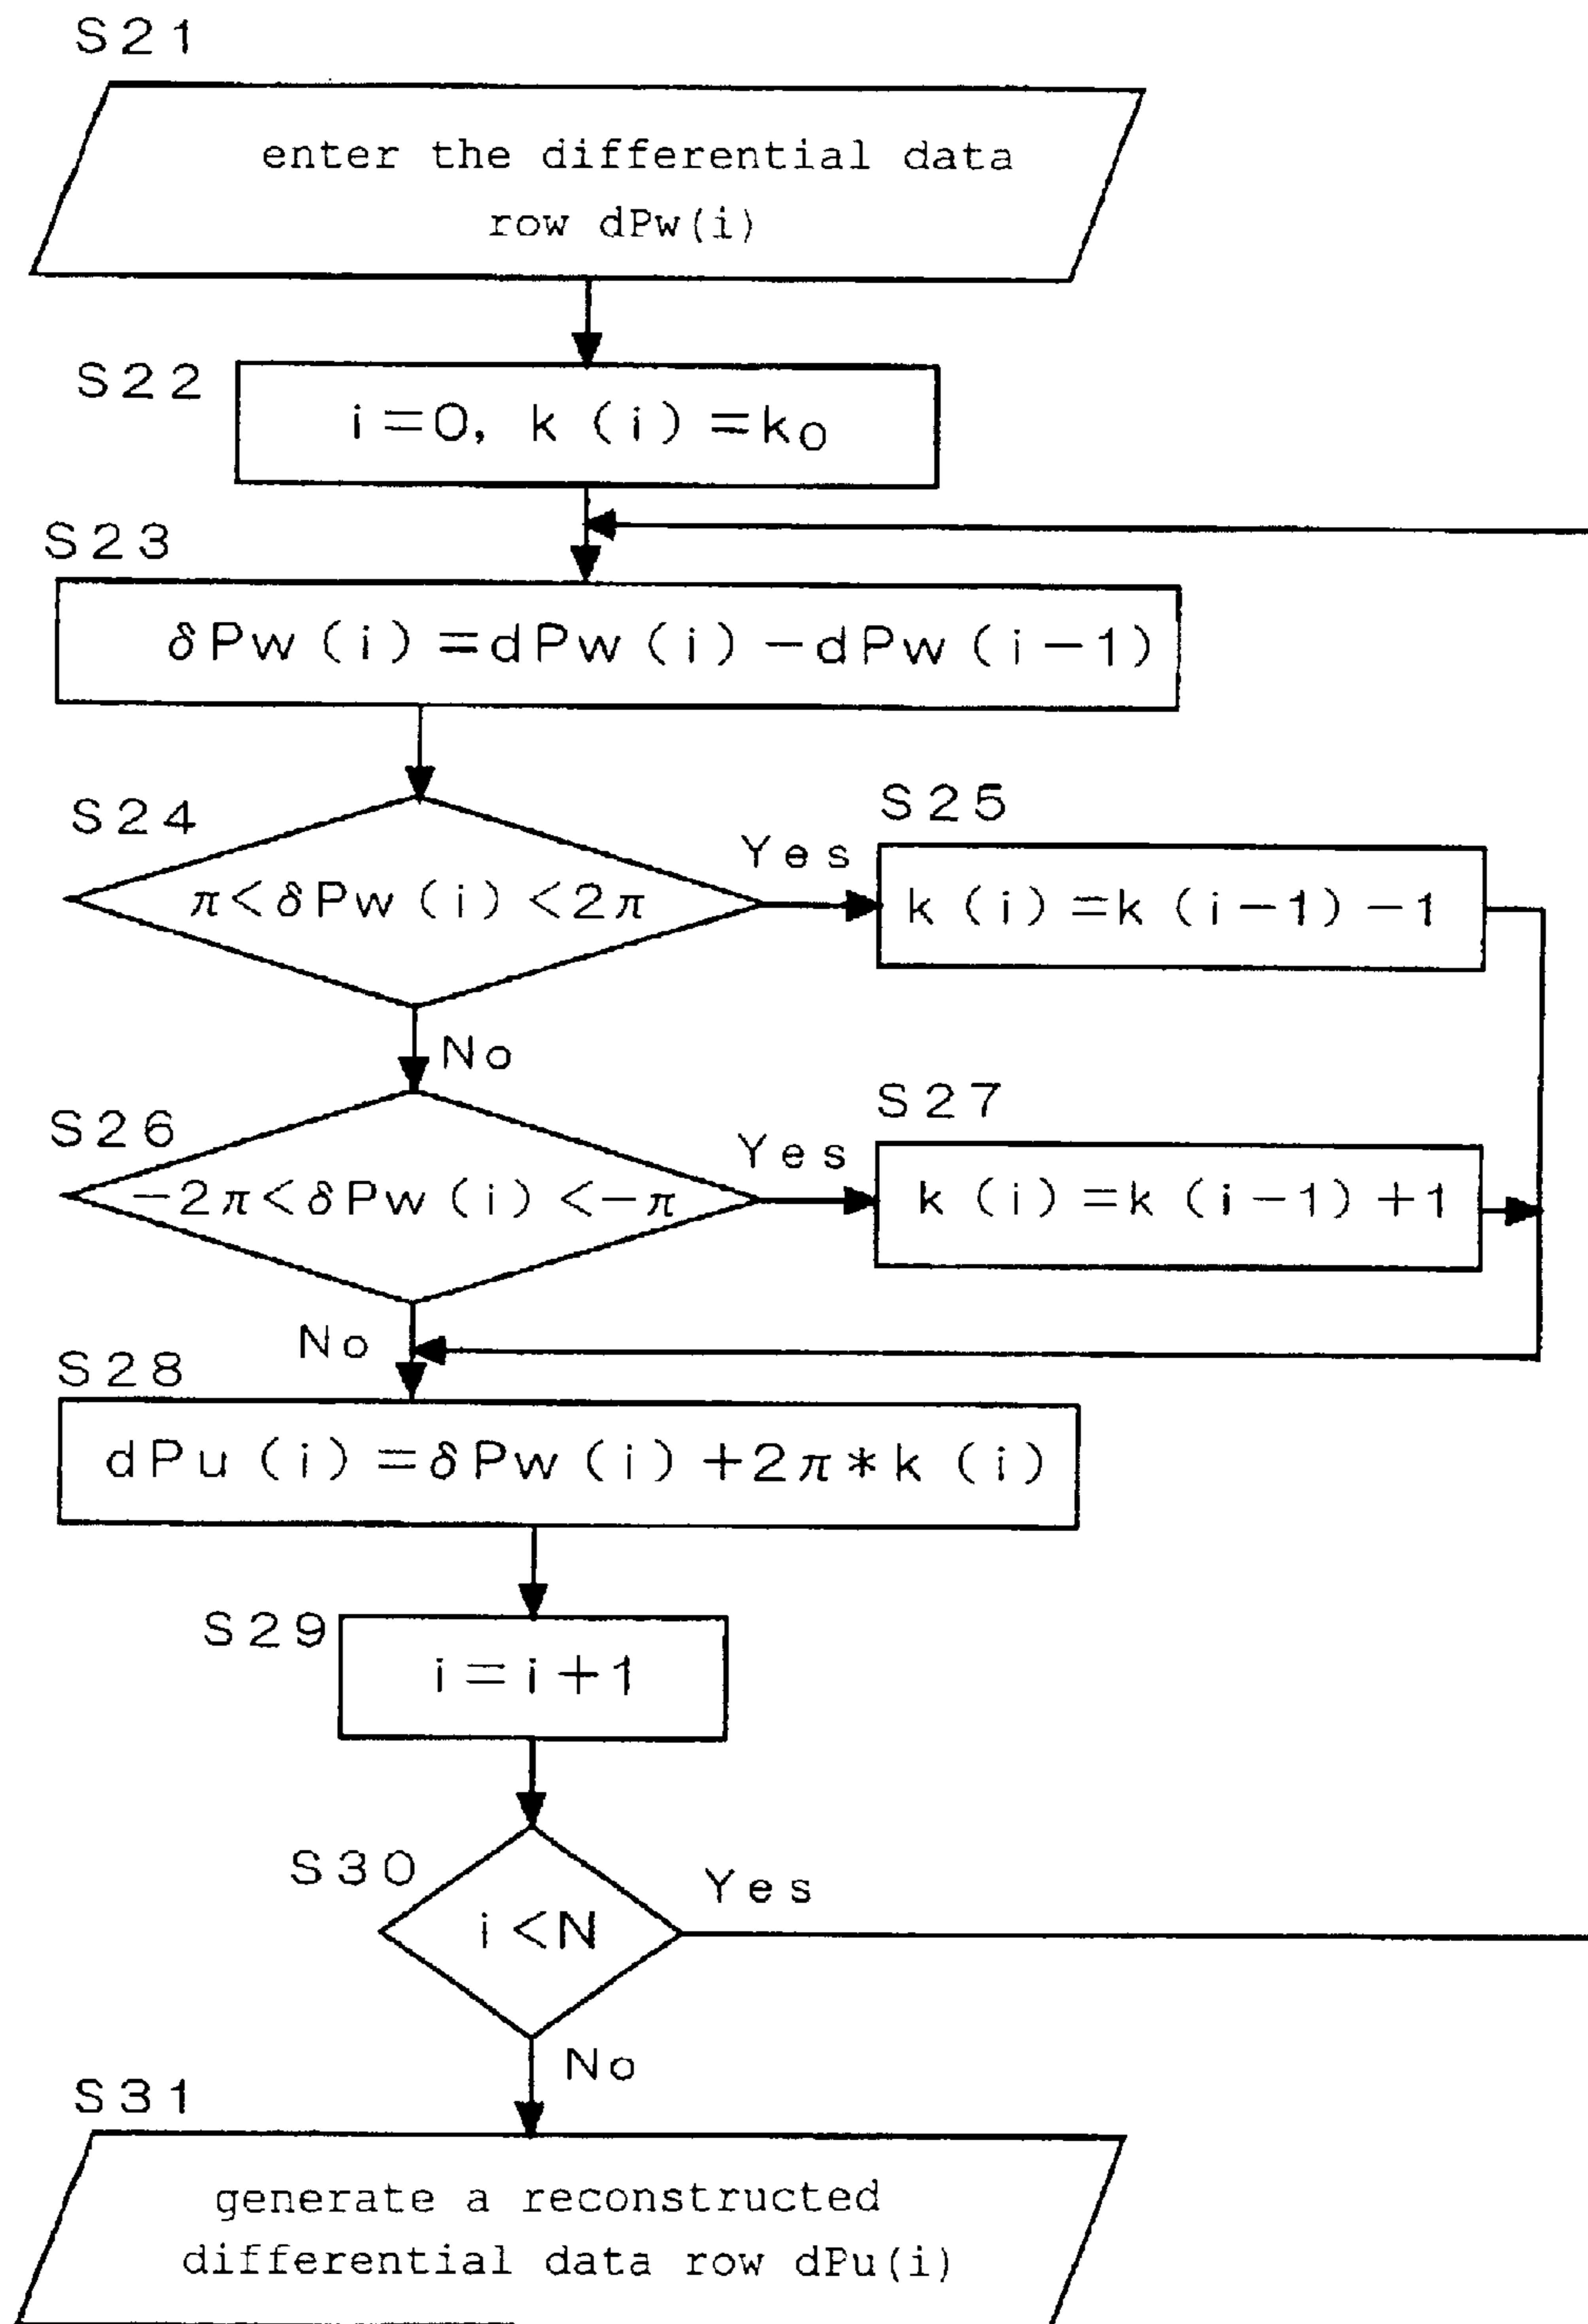 S21
enter the differential data
row dPw(i)
S22
i=0, k(i)=k0
S23
δPw(i)=dPw(i)-dPw(i-1)
S24
π<δPw(i)<2π
Yes
S25
k(i)=k(i-1)-1
No
S26
-2π<δPw(i)<-π
Yes
S27
k(i)=k(i-1)+1
No
S28
dPu(i)=δPw(i)+2π*k(i)
S29
i=i+1
S30
i<N
Yes
No
S31
generate a reconstructed
differential data row dPu(i)